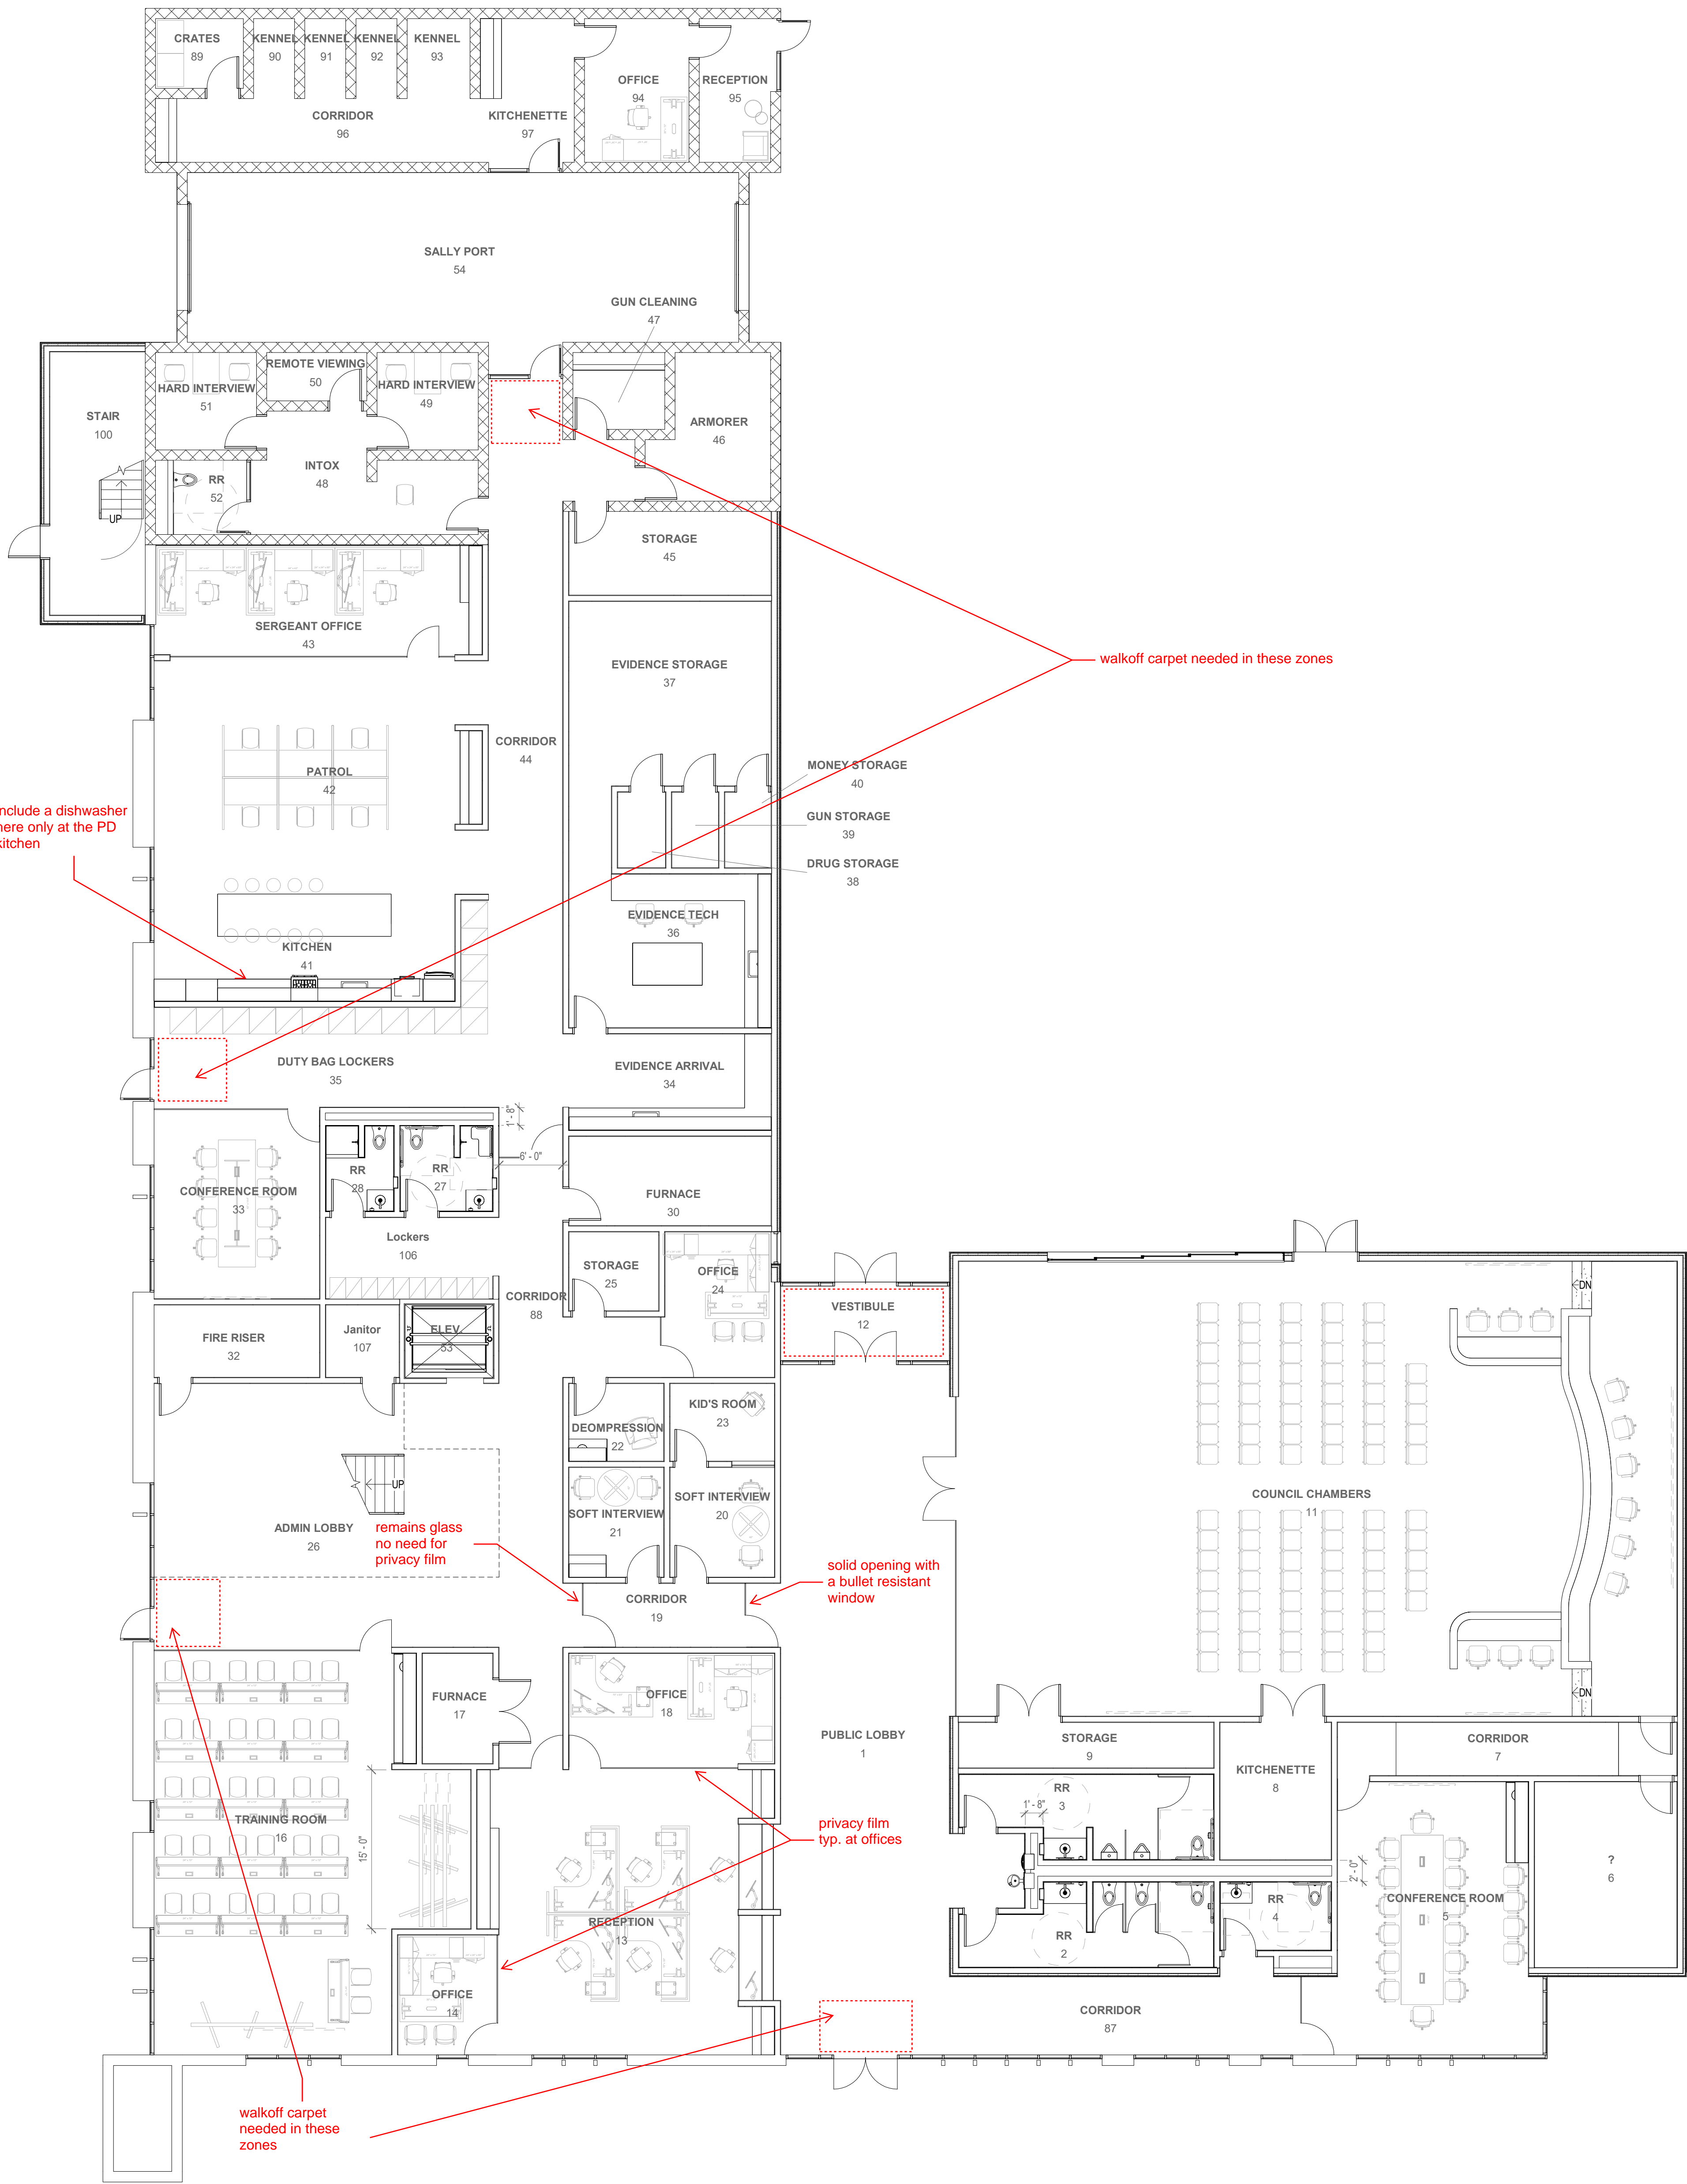 CRATES
89
KENNEL
90
KENNEL
91
KENNEL
92
KENNEL
93
OFFICE
94
RECEPTION
95
CORRIDOR
96
KITCHENETTE
97
SALLY PORT
54
GUN CLEANING
47
HARD INTERVIEW
51
REMOTE VIEWING
50
HARD INTERVIEW
49
STAIR
100
UP
ARMORER
46
INTOX
48
RR
52
STORAGE
45
SERGEANT OFFICE
43
EVIDENCE STORAGE
37
walkoff carpet needed in these zones
CORRIDOR
44
PATROL
42
MONEY STORAGE
40
GUN STORAGE
39
DRUG STORAGE
38
include a dishwasher
here only at the PD
kitchen
EVIDENCE TECH
36
KITCHEN
41
DUTY BAG LOCKERS
35
EVIDENCE ARRIVAL
34
1' - 8"
6' - 0"
RR
28
RR
27
CONFERENCE ROOM
33
FURNACE
30
Lockers
106
STORAGE
25
OFFICE
24
CORRIDOR
88
VESTIBULE
12
DN
FIRE RISER
32
Janitor
107
ELEV
53
KID'S ROOM
23
DEOMPRESSION
22
UP
SOFT INTERVIEW
21
SOFT INTERVIEW
20
COUNCIL CHAMBERS
11
ADMIN LOBBY
26
remains glass
no need for
privacy film
solid opening with
a bullet resistant
window
CORRIDOR
19
FURNACE
17
OFFICE
18
DN
PUBLIC LOBBY
1
STORAGE
9
KITCHENETTE
8
CORRIDOR
7
RR
3
1' - 8"
TRAINING ROOM
16
15' - 0"
privacy film
typ. at offices
?
6
2' - 0"
CONFERENCE ROOM
5
RR
4
RECEPTION
13
RR
2
OFFICE
14
CORRIDOR
87
walkoff carpet
needed in these
zones